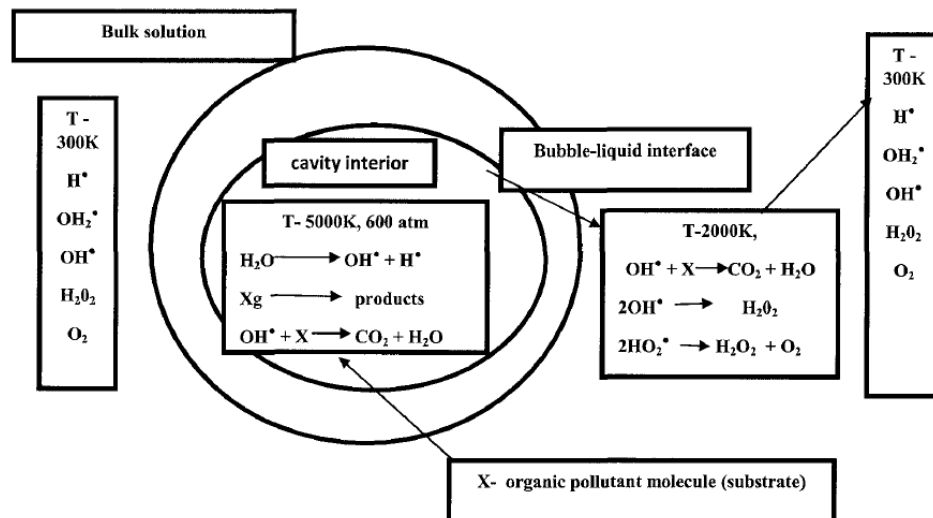 Bulk solution
T -
300K
H•
OH₂•
OH•
H₂0₂
O₂
cavity interior
T- 5000K, 600 atm
H₂O → OH• + H•
Xg → products
OH• + X → CO₂ + H₂O
Bubble-liquid interface
T-2000K,
OH• + X → CO₂ + H₂O
2OH• → H₂0₂
2HO₂• → H₂O₂ + O₂
T -
300K
H•
OH₂•
OH•
H₂0₂
O₂
X- organic pollutant molecule (substrate)